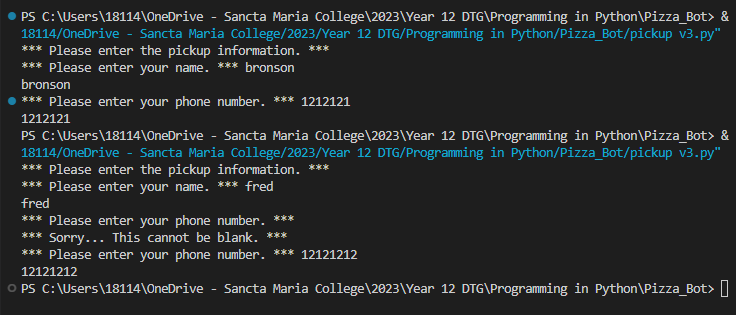 PS C:\Users\18114\OneDrive - Sancta Maria College\2023\Year 12 DTG\Programming in Python\Pizza_Bot> &
18114/OneDrive - Sancta Maria College/2023/Year 12 DTG/Programming in Python/Pizza_Bot/pickup v3.py"
*** Please enter the pickup information. ***
*** Please enter your name. *** bronson
bronson
*** Please enter your phone number. *** 1212121
1212121
PS C:\Users\18114\OneDrive - Sancta Maria College\2023\Year 12 DTG\Programming in Python\Pizza_Bot> &
18114/OneDrive - Sancta Maria College/2023/Year 12 DTG/Programming in Python/Pizza_Bot/pickup v3.py"
*** Please enter the pickup information. ***
*** Please enter your name. *** fred
fred
*** Please enter your phone number. ***
*** Sorry... This cannot be blank. ***
*** Please enter your phone number. *** 12121212
12121212
PS C:\Users\18114\OneDrive - Sancta Maria College\2023\Year 12 DTG\Programming in Python\Pizza_Bot>